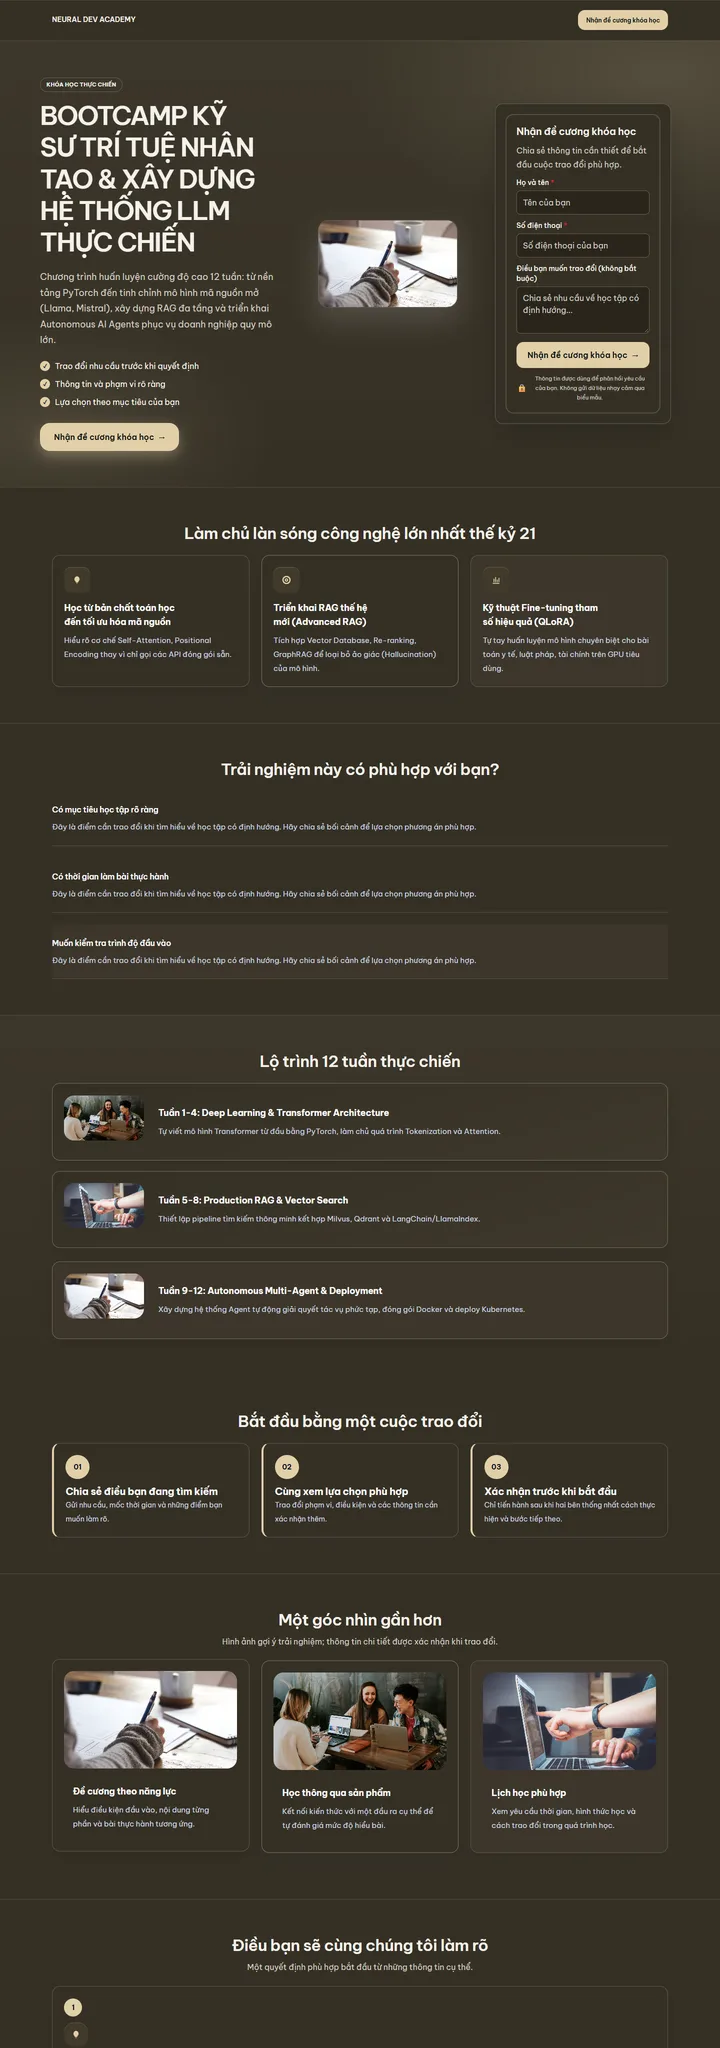 NEURAL DEV ACADEMY
Nhận đề cương khóa học
KHÓA HỌC THỰC CHIẾN
BOOTCAMP KỸ
SƯ TRÍ TUỆ NHÂN
TẠO & XÂY DỰNG
HỆ THỐNG LLM
THỰC CHIẾN
Chương trình huấn luyện cường độ cao 12 tuần: từ nền
tảng PyTorch đến tinh chỉnh mô hình mã nguồn mở
(Llama, Mistral), xây dựng RAG đa tầng và triển khai
Autonomous AI Agents phục vụ doanh nghiệp quy mô
lớn.
Trao đổi nhu cầu trước khi quyết định
Thông tin và phạm vi rõ ràng
Lựa chọn theo mục tiêu của bạn
Nhận đề cương khóa học →
Nhận đề cương khóa học
Chia sẻ thông tin cần thiết để bắt
đầu cuộc trao đổi phù hợp.
Họ và tên *
Tên của bạn
Số điện thoại *
Số điện thoại của bạn
Điều bạn muốn trao đổi (không bắt
buộc)
Chia sẻ nhu cầu về học tập có
định hướng...
Nhận đề cương khóa học →
Thông tin được dùng để phản hồi yêu cầu
của bạn. Không gửi dữ liệu nhạy cảm qua
biểu mẫu.
Làm chủ làn sóng công nghệ lớn nhất thế kỷ 21
Học từ bản chất toán học
đến tối ưu hóa mã nguồn
Hiểu rõ cơ chế Self-Attention, Positional
Encoding thay vì chỉ gọi các API đóng gói sẵn.
Triển khai RAG thế hệ
mới (Advanced RAG)
Tích hợp Vector Database, Re-ranking,
GraphRAG để loại bỏ ảo giác (Hallucination)
của mô hình.
Kỹ thuật Fine-tuning tham
số hiệu quả (QLoRA)
Tự tay huấn luyện mô hình chuyên biệt cho bài
toán y tế, luật pháp, tài chính trên GPU tiêu
dùng.
Trải nghiệm này có phù hợp với bạn?
Có mục tiêu học tập rõ ràng
Đây là điểm cần trao đổi khi tìm hiểu về học tập có định hướng. Hãy chia sẻ bối cảnh để lựa chọn phương án phù hợp.
Có thời gian làm bài thực hành
Đây là điểm cần trao đổi khi tìm hiểu về học tập có định hướng. Hãy chia sẻ bối cảnh để lựa chọn phương án phù hợp.
Muốn kiểm tra trình độ đầu vào
Đây là điểm cần trao đổi khi tìm hiểu về học tập có định hướng. Hãy chia sẻ bối cảnh để lựa chọn phương án phù hợp.
Lộ trình 12 tuần thực chiến
Tuần 1-4: Deep Learning & Transformer Architecture
Tự viết mô hình Transformer từ đầu bằng PyTorch, làm chủ quá trình Tokenization và Attention.
Tuần 5-8: Production RAG & Vector Search
Thiết lập pipeline tìm kiếm thông minh kết hợp Milvus, Qdrant và LangChain/LlamaIndex.
Tuần 9-12: Autonomous Multi-Agent & Deployment
Xây dựng hệ thống Agent tự động giải quyết tác vụ phức tạp, đóng gói Docker và deploy Kubernetes.
Bắt đầu bằng một cuộc trao đổi
01
Chia sẻ điều bạn đang tìm kiếm
Gửi nhu cầu, mốc thời gian và những điểm bạn
muốn làm rõ.
02
Cùng xem lựa chọn phù hợp
Trao đổi phạm vi, điều kiện và các thông tin cần
xác nhận thêm.
03
Xác nhận trước khi bắt đầu
Chỉ tiến hành sau khi hai bên thống nhất cách thực
hiện và bước tiếp theo.
Một góc nhìn gần hơn
Hình ảnh gợi ý trải nghiệm; thông tin chi tiết được xác nhận khi trao đổi.
Đề cương theo năng lực
Hiểu điều kiện đầu vào, nội dung từng
phần và bài thực hành tương ứng.
Học thông qua sản phẩm
Kết nối kiến thức với một đầu ra cụ thể để
tự đánh giá mức độ hiểu bài.
Lịch học phù hợp
Xem yêu cầu thời gian, hình thức học và
cách trao đổi trong quá trình học.
Điều bạn sẽ cùng chúng tôi làm rõ
Một quyết định phù hợp bắt đầu từ những thông tin cụ thể.
1